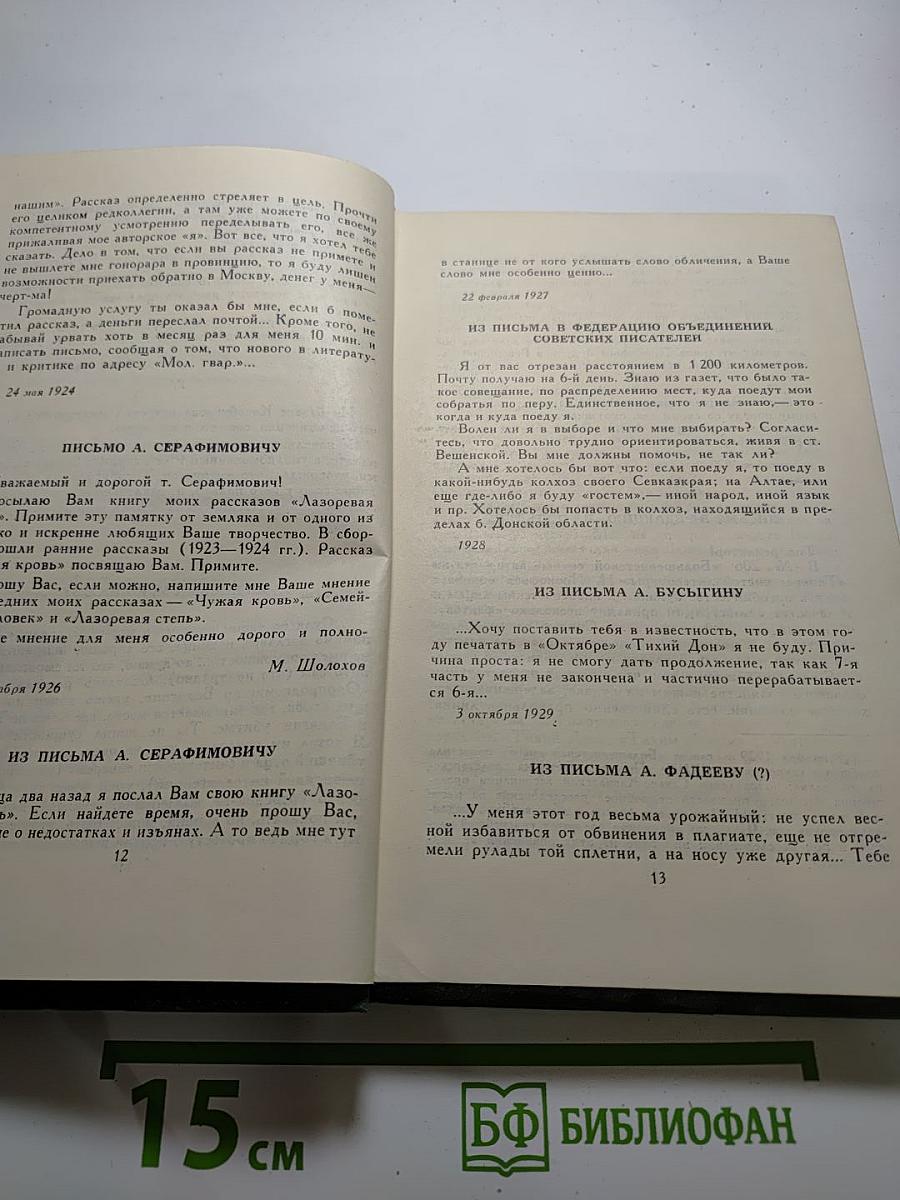 нашим». Рассказ определенно стреляет в цель. Прочти
его целиком редколлегии, а там уже можете по своему
компетентному усмотрению переделывать его, все же
прижаливая мое авторское «я». Вот все, что я хотел тебе
сказать. Дело в том, что если вы рассказ не примете и
не вышлете мне гонорара в провинцию, то я буду лишен
возможности приехать обратно в Москву, денег у меня—
черт-ма!
Громадную услугу ты оказал бы мне, если б поме-
тил рассказ, а деньги переслал почтой... Кроме того, не
абывай урвать хоть в месяц раз для меня 10 мин. и
аписать письмо, сообщая о том, что нового в литерату-
и критике по адресу «Мол. гвар.»...
24 мая 1924
ПИСЬМО А. СЕРАФИМОВИЧУ
важаемый и дорогой т. Серафимович!
осылаю Вам книгу моих рассказов «Лазоревая
». Примите эту памятку от земляка и от одного из
ко и искренне любящих Ваше творчество. В сбор-
ошли ранние рассказы (1923—1924 гг.). Рассказ
я кровь» посвящаю Вам. Примите.
ошу Вас, если можно, напишите мне Ваше мнение
едних моих рассказах — «Чужая кровь», «Семей-
ловек» и «Лазоревая степь».
е мнение для меня особенно дорого и полно-
М. Шолохов
абря 1926
ИЗ ПИСЬМА А. СЕРАФИМОВИЧУ
ца два назад я послал Вам свою книгу «Лазо-
ь». Если найдете время, очень прошу Вас,
е о недостатках и изъянах. А то ведь мне тут
12
в станице не от кого услышать слово обличения, а Ваше
слово мне особенно ценно...
22 февраля 1927
ИЗ ПИСЬМА В ФЕДЕРАЦИЮ ОБЪЕДИНЕНИЙ
СОВЕТСКИХ ПИСАТЕЛЕЙ
Я от вас отрезан расстоянием в 1 200 километров.
Почту получаю на 6-й день. Знаю из газет, что было та-
кое совещание, по распределению мест, куда поедут мои
собратья по перу. Единственное, что я не знаю,— это
когда и куда поеду я.
Волен ли я в выборе и что мне выбирать? Согласи-
тесь, что довольно трудно ориентироваться, живя в ст.
Вешенской. Вы мне должны помочь, не так ли?
А мне хотелось бы вот что: если поеду я, то поеду в
какой-нибудь колхоз своего Севкавкрая; на Алтае, или
еще где-либо я буду «гостем»,— иной народ, иной язык
и пр. Хотелось бы попасть в колхоз, находящийся в пре-
делах б. Донской области.
1928
ИЗ ПИСЬМА А. БУСЫГИНУ
...Хочу поставить тебя в известность, что в этом го-
ду печатать в «Октябре» «Тихий Дон» я не буду. При-
чина проста: я не смогу дать продолжение, так как 7-я
часть у меня не закончена и частично перерабатывает-
ся 6-я...
3 октября 1929
ИЗ ПИСЬМА А. ФАДЕЕВУ (?)
...У меня этот год весьма урожайный: не успел вес-
ной избавиться от обвинения в плагиате, еще не отгре-
мели рулады той сплетни, а на носу уже другая... Тебе
13
15 см
БФ БИБЛИОФАН